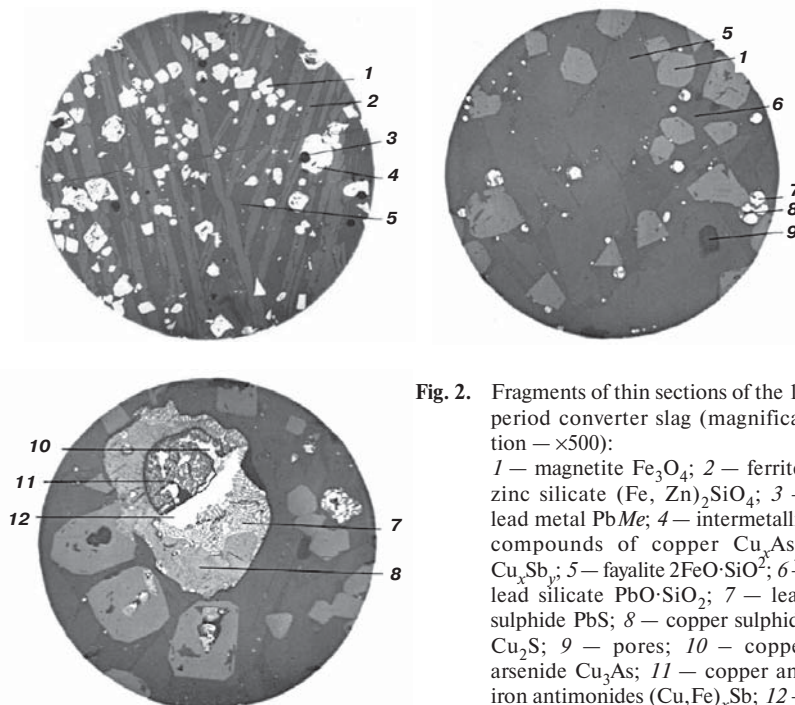 1
2
3
4
5
5
1
6
7
8
9
10
11
12
7
8
Fig. 2. Fragments of thin sections of the 1
period converter slag (magnifica
tion — ×500):
1 — magnetite Fe3O4; 2 — ferrite
zinc silicate (Fe, Zn)2SiO4; 3 –
lead metal PbMe; 4 — intermetalli
compounds of copper CuxAs
CuxSby; 5 — fayalite 2FeO·SiO2; 6 –
lead silicate PbO·SiO2; 7 – lea
sulphide PbS; 8 – copper sulphid
Cu2S; 9 – pores; 10 – coppe
arsenide Cu3As; 11 — copper an
iron antimonides (Cu,Fe)xSb; 12 –